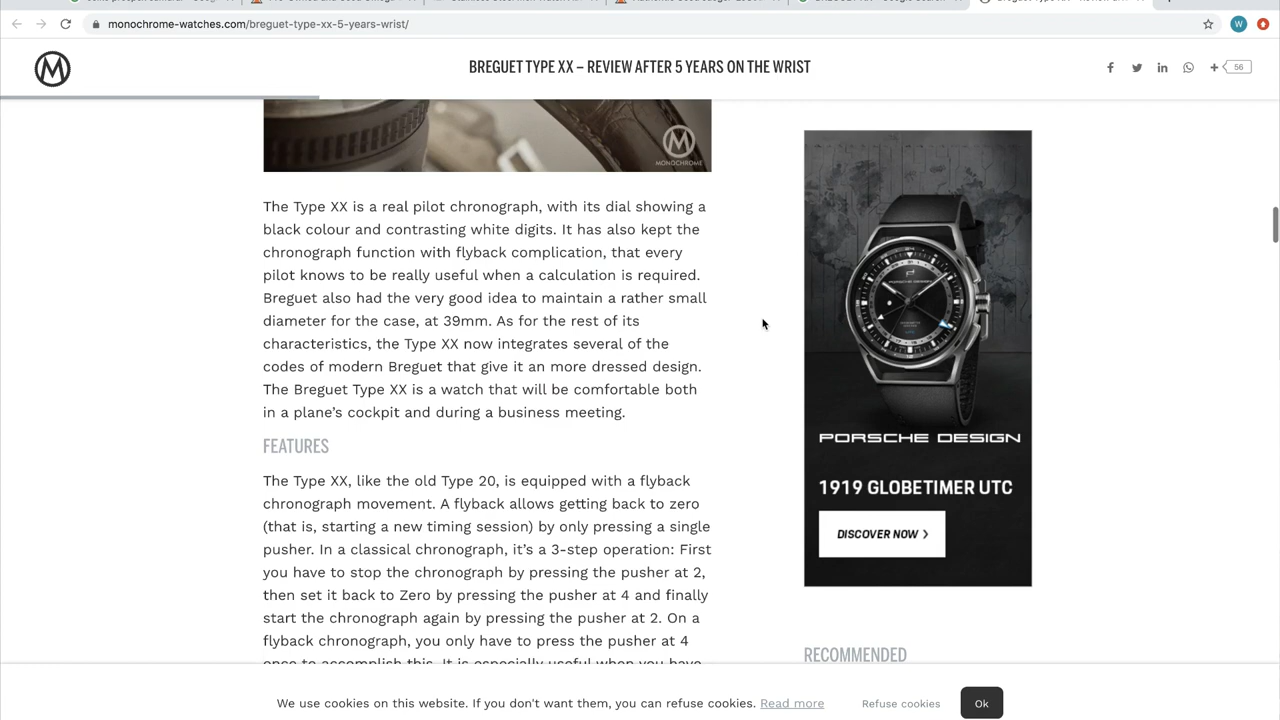 monochrome-watches.com/breguet-type-xx-5-years-wrist/
W
M
BREGUET TYPE XX – REVIEW AFTER 5 YEARS ON THE WRIST
56
M
MONOCHROME
The Type XX is a real pilot chronograph, with its dial showing a
black colour and contrasting white digits. It has also kept the
chronograph function with flyback complication, that every
pilot knows to be really useful when a calculation is required.
Breguet also had the very good idea to maintain a rather small
diameter for the case, at 39mm. As for the rest of its
characteristics, the Type XX now integrates several of the
codes of modern Breguet that give it an more dressed design.
The Breguet Type XX is a watch that will be comfortable both
in a plane's cockpit and during a business meeting.
FEATURES
The Type XX, like the old Type 20, is equipped with a flyback
chronograph movement. A flyback allows getting back to zero
(that is, starting a new timing session) by only pressing a single
pusher. In a classical chronograph, it's a 3-step operation: First
you have to stop the chronograph by pressing the pusher at 2,
then set it back to Zero by pressing the pusher at 4 and finally
start the chronograph again by pressing the pusher at 2. On a
flyback chronograph, you only have to press the pusher at 4
once to accomplish this. It is especially useful when you have
PORSCHE DESIGN
PORSCHE DESIGN
1919 GLOBETIMER UTC
DISCOVER NOW
RECOMMENDED
We use cookies on this website. If you don't want them, you can refuse cookies. Read more
Refuse cookies
Ok